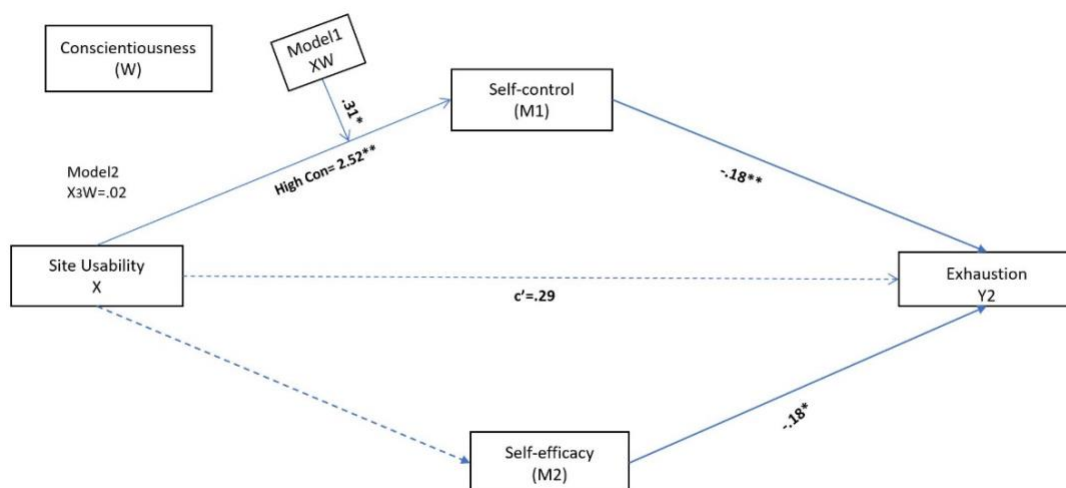 Conscientiousness
(W)
Model1
XW
.31*
Self-control
(M1)
High Con= 2.52**
-.18**
Model2
X3W=.02
Site Usability
X
c’=.29
Exhaustion
Y2
-.18*
Self-efficacy
(M2)